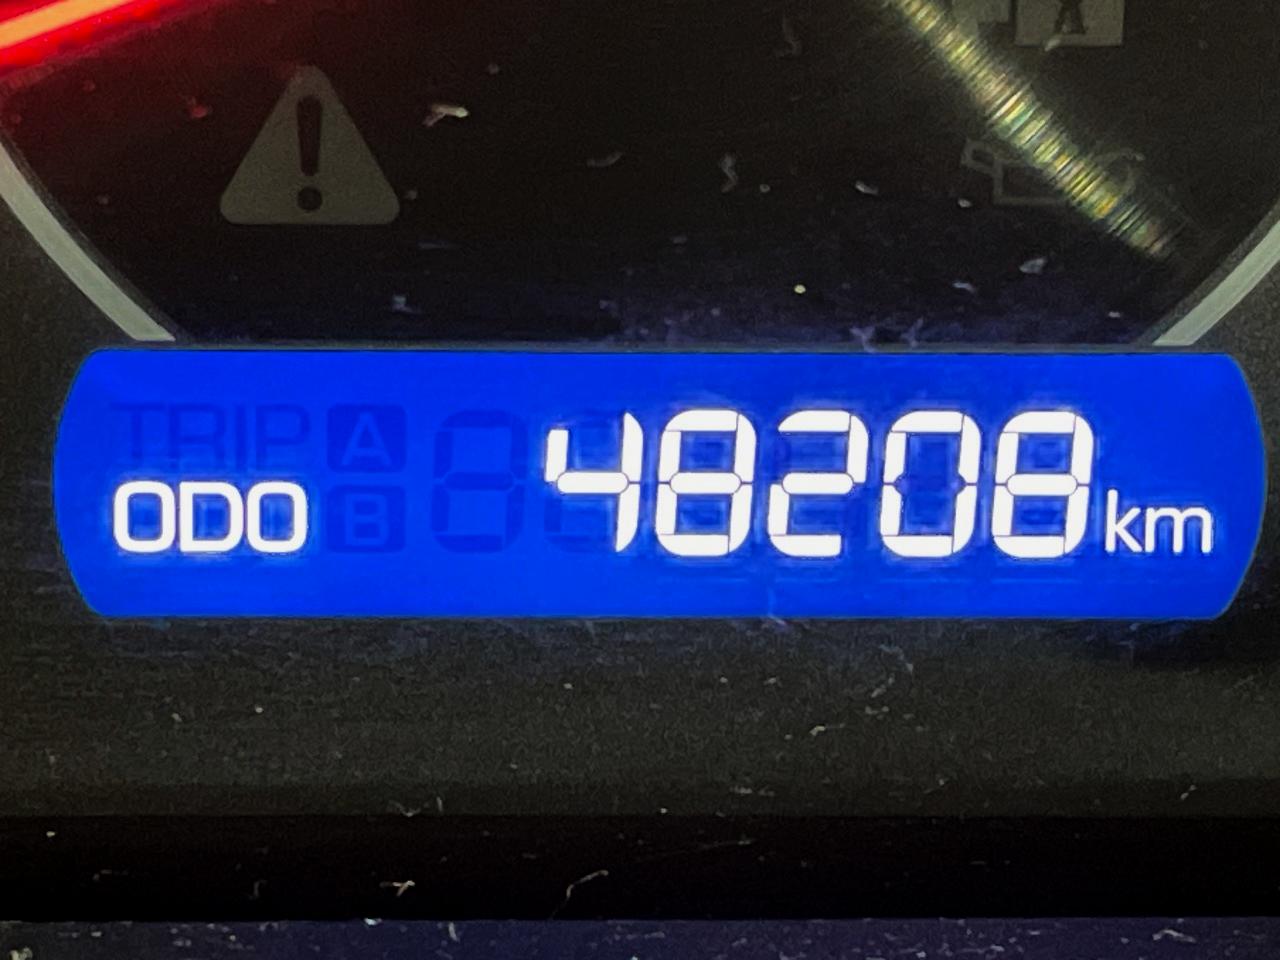 TRIP A
ODO B 48208 km